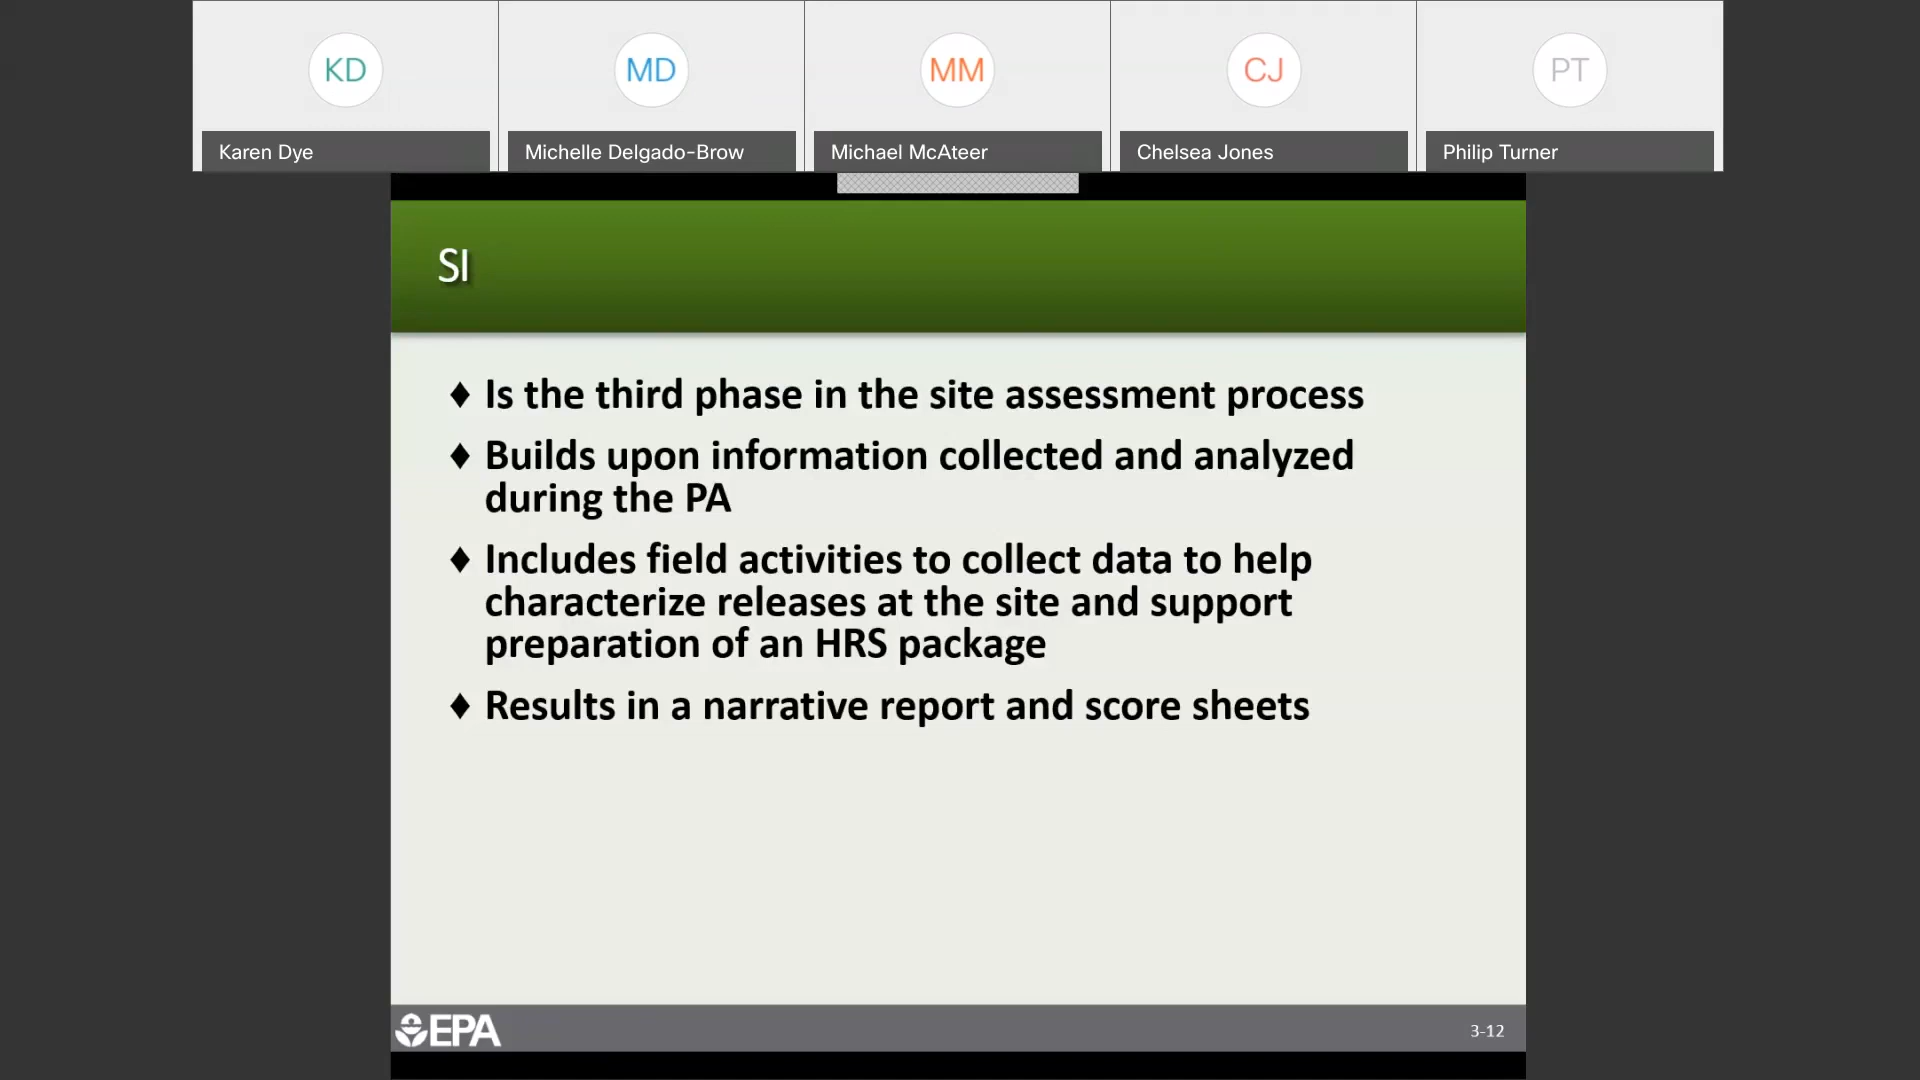 KD
MD
MM
CJ
PT
Karen Dye
Michelle Delgado-Brow
Michael McAteer
Chelsea Jones
Philip Turner
SI
♦ Is the third phase in the site assessment process
♦ Builds upon information collected and analyzed
during the PA
♦ Includes field activities to collect data to help
characterize releases at the site and support
preparation of an HRS package
♦ Results in a narrative report and score sheets
EPA
3-12